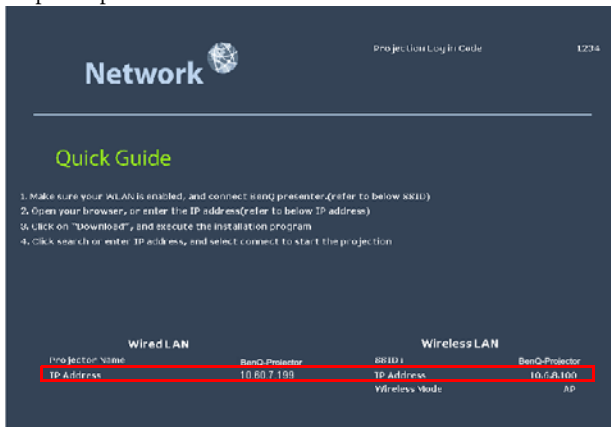 Network
Projection Log in Code 1234
Quick Guide
1. Make sure your WLAN is enabled, and connect BenQ presenter.(refer to below SSID)
2. Open your browser, or enter the IP address(refer to below IP address)
3. Click on "Download", and execute the installation program
4. Click search or enter IP address, and select connect to start the projection
Wired LAN Wireless LAN
Projector Name BenQ-Projector SSID: BenQ-Projector
IP Address 10.60.7.199 IP Address 10.6.8.100
Wireless Mode AP